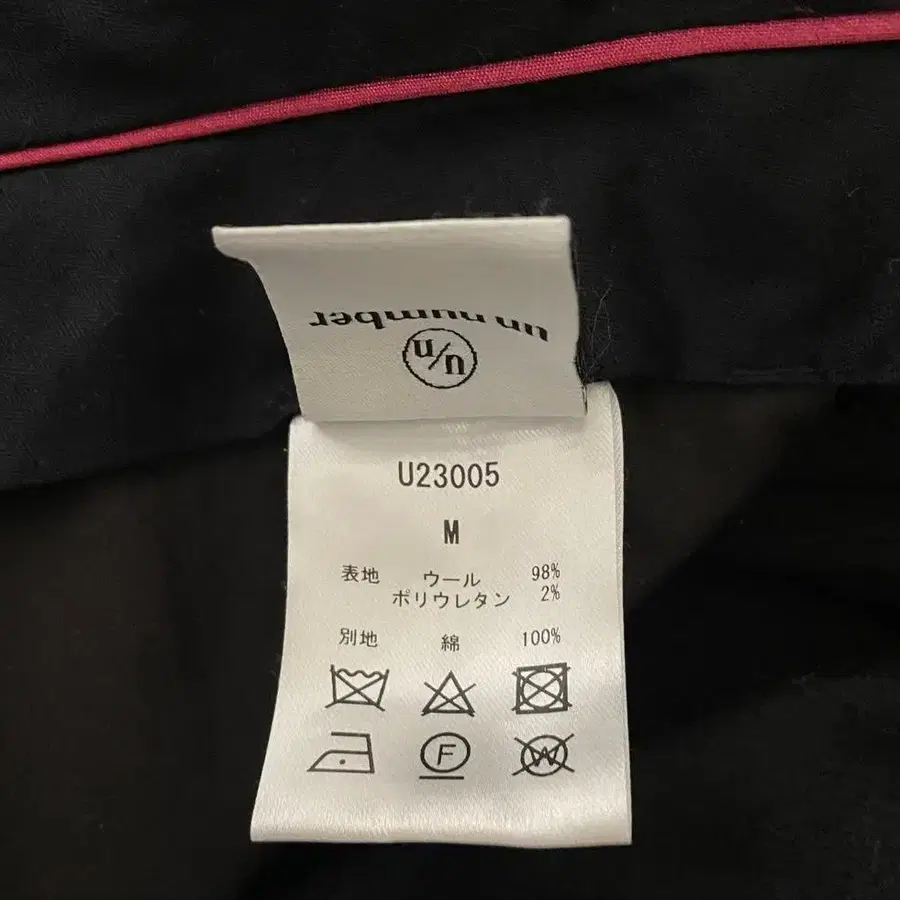 un number
u/n
U23005
M
表地 ウール 98%
ポリウレタン 2%
別地 綿 100%
F
W